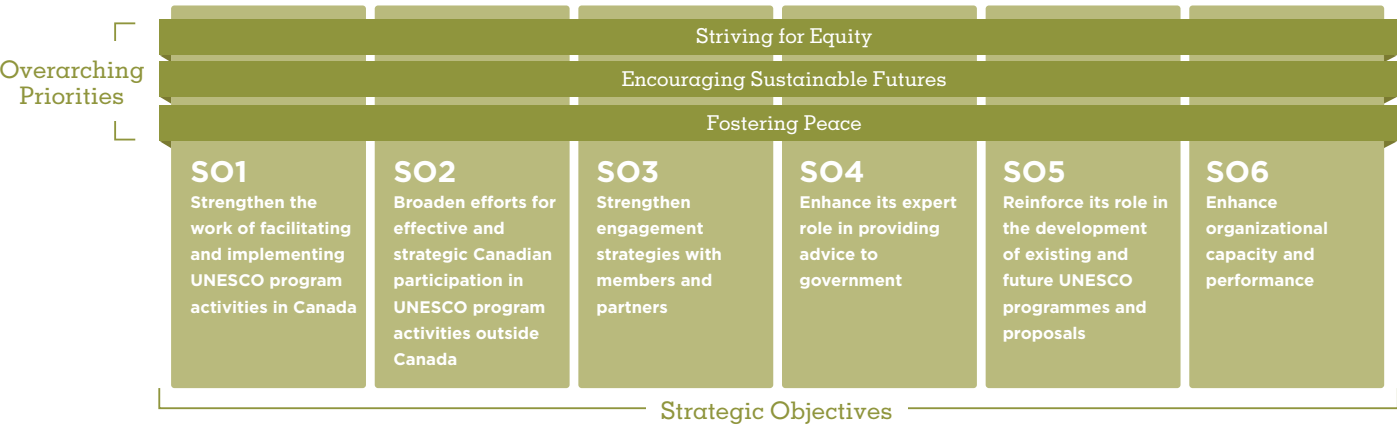 Overarching
Priorities
Striving for Equity
Encouraging Sustainable Futures
Fostering Peace
SO1
Strengthen the
work of facilitating
and implementing
UNESCO program
activities in Canada
SO2
Broaden efforts for
effective and
strategic Canadian
participation in
UNESCO program
activities outside
Canada
SO3
Strengthen
engagement
strategies with
members and
partners
SO4
Enhance its expert
role in providing
advice to
government
SO5
Reinforce its role in
the development
of existing and
future UNESCO
programmes and
proposals
SO6
Enhance
organizational
capacity and
performance
Strategic Objectives